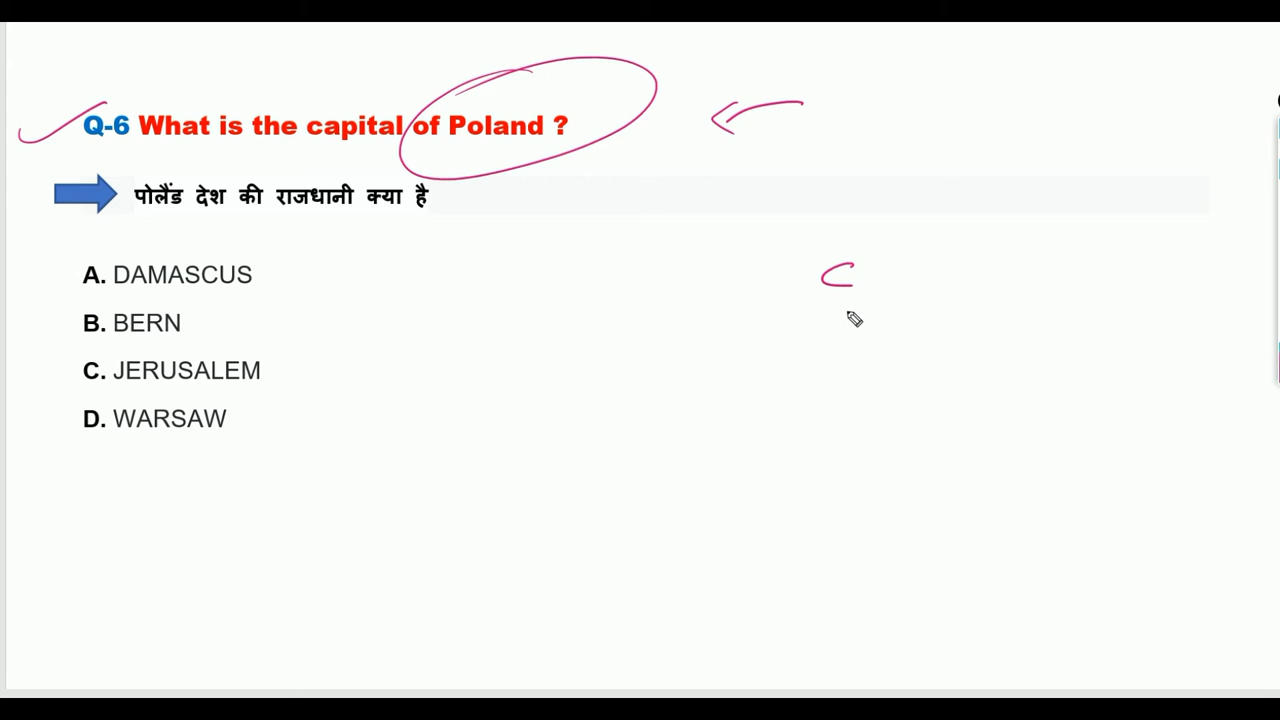 Q-6 What is the capital of Poland ?
पोलैंड देश की राजधानी क्या है
A. DAMASCUS
C
B. BERN
C. JERUSALEM
D. WARSAW